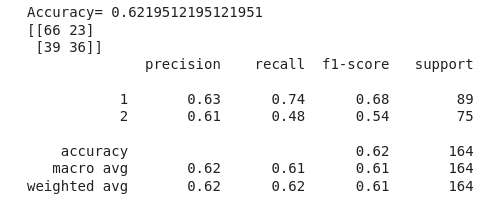 Accuracy= 0.6219512195121951
[[66 23]
 [39 36]]
              precision    recall  f1-score   support

           1       0.63      0.74      0.68        89
           2       0.61      0.48      0.54        75

    accuracy                           0.62       164
   macro avg       0.62      0.61      0.61       164
weighted avg       0.62      0.62      0.61       164